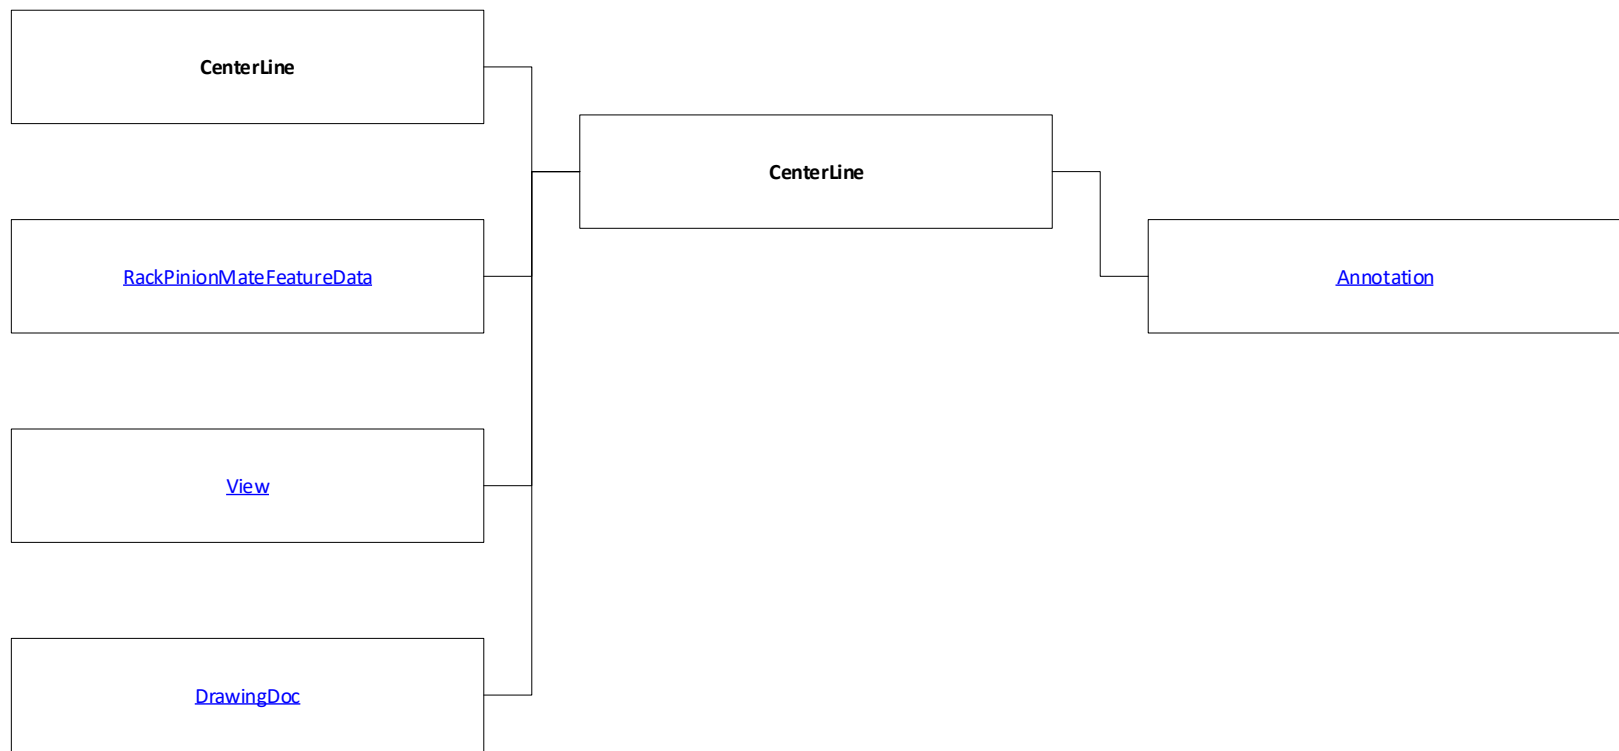 CenterLine
CenterLine
RackPinionMateFeatureData
Annotation
View
DrawingDoc